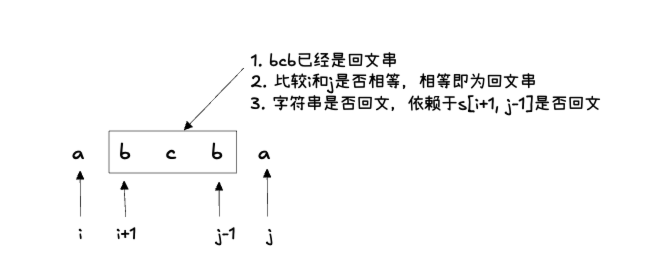 1. bcb已经是回文串
2. 比较i和j是否相等，相等即为回文串
3. 字符串是否回文，依赖于s[i+1, j-1]是否回文
a b c b a
i i+1 j-1 j